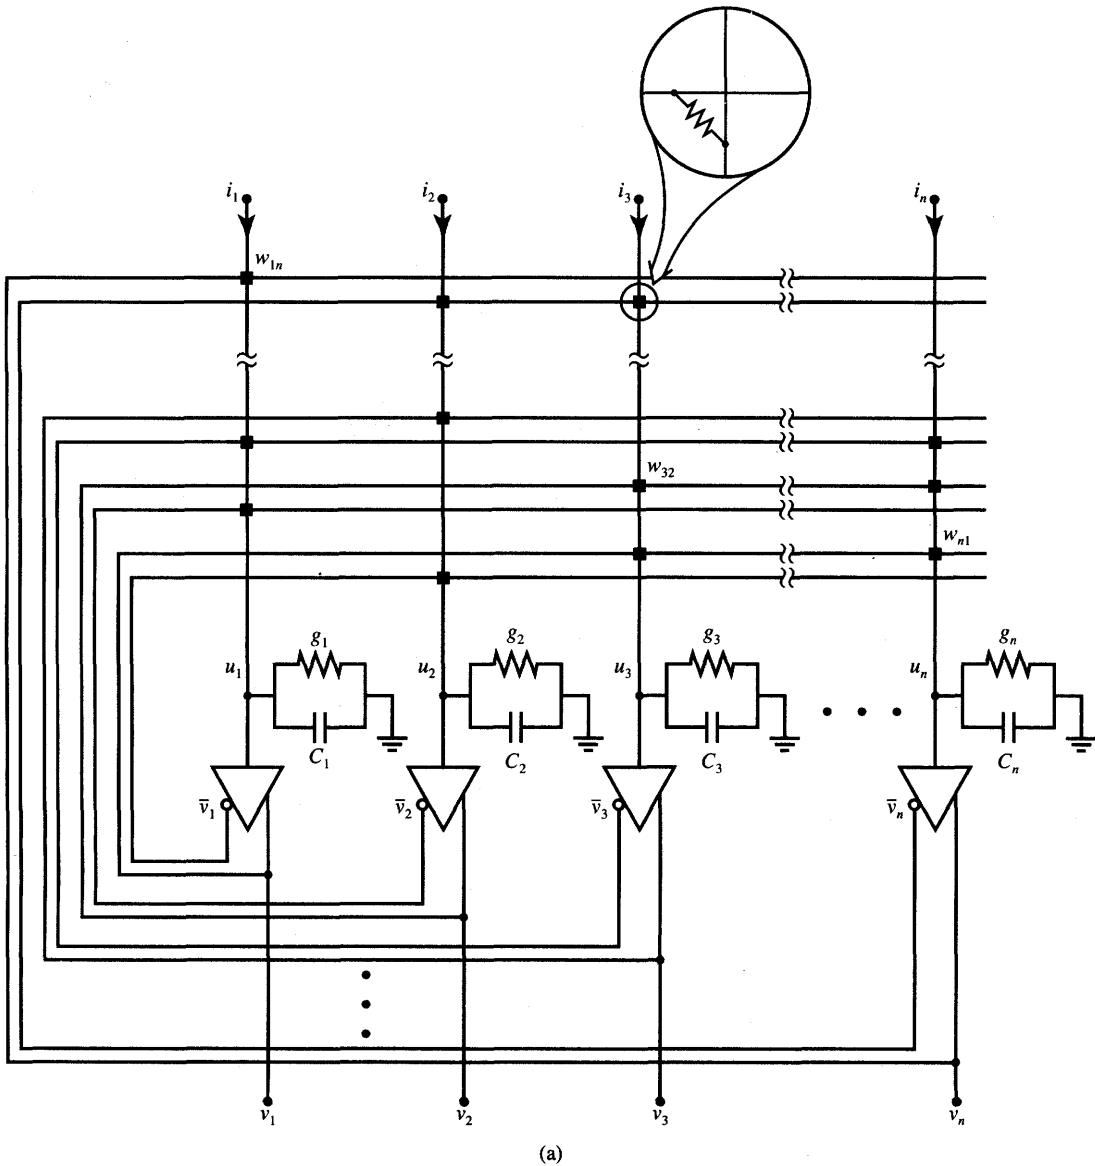 i₁ i₂ i₃ iₙ
w₁ₙ
w₃₂
wₙ₁
g₁ g₂ g₃ gₙ
u₁ u₂ u₃ uₙ
C₁ C₂ C₃ Cₙ
v̅₁ v̅₂ v̅₃ v̅ₙ
v₁ v₂ v₃ vₙ
(a)